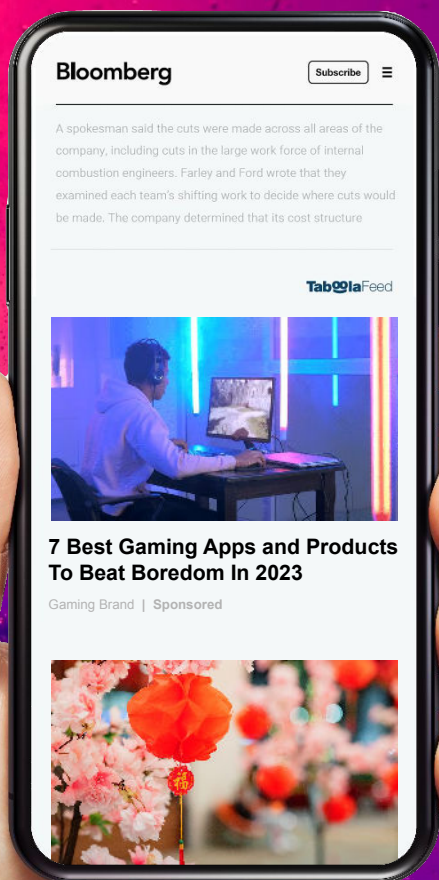 Bloomberg
Subscribe
A spokesman said the cuts were made across all areas of the
company, including cuts in the large work force of internal
combustion engineers. Farley and Ford wrote that they
examined each team's shifting work to decide where cuts would
be made. The company determined that its cost structure
TaboolaFeed
7 Best Gaming Apps and Products
To Beat Boredom In 2023
Gaming Brand | Sponsored
福